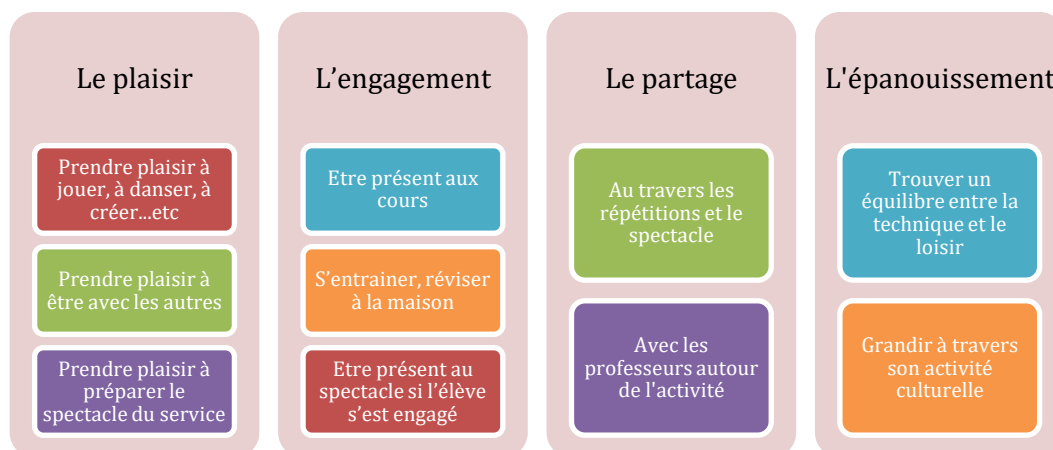 Le plaisir
Prendre plaisir à
jouer, à danser, à
créer...etc
Prendre plaisir à
être avec les autres
Prendre plaisir à
préparer le
spectacle du service
L’engagement
Etre présent aux
cours
S’entrainer, réviser
à la maison
Etre présent au
spectacle si l’élève
s’est engagé
Le partage
Au travers les
répétitions et le
spectacle
Avec les
professeurs autour
de l'activité
L'épanouissement
Trouver un
équilibre entre la
technique et le
loisir
Grandir à travers
son activité
culturelle